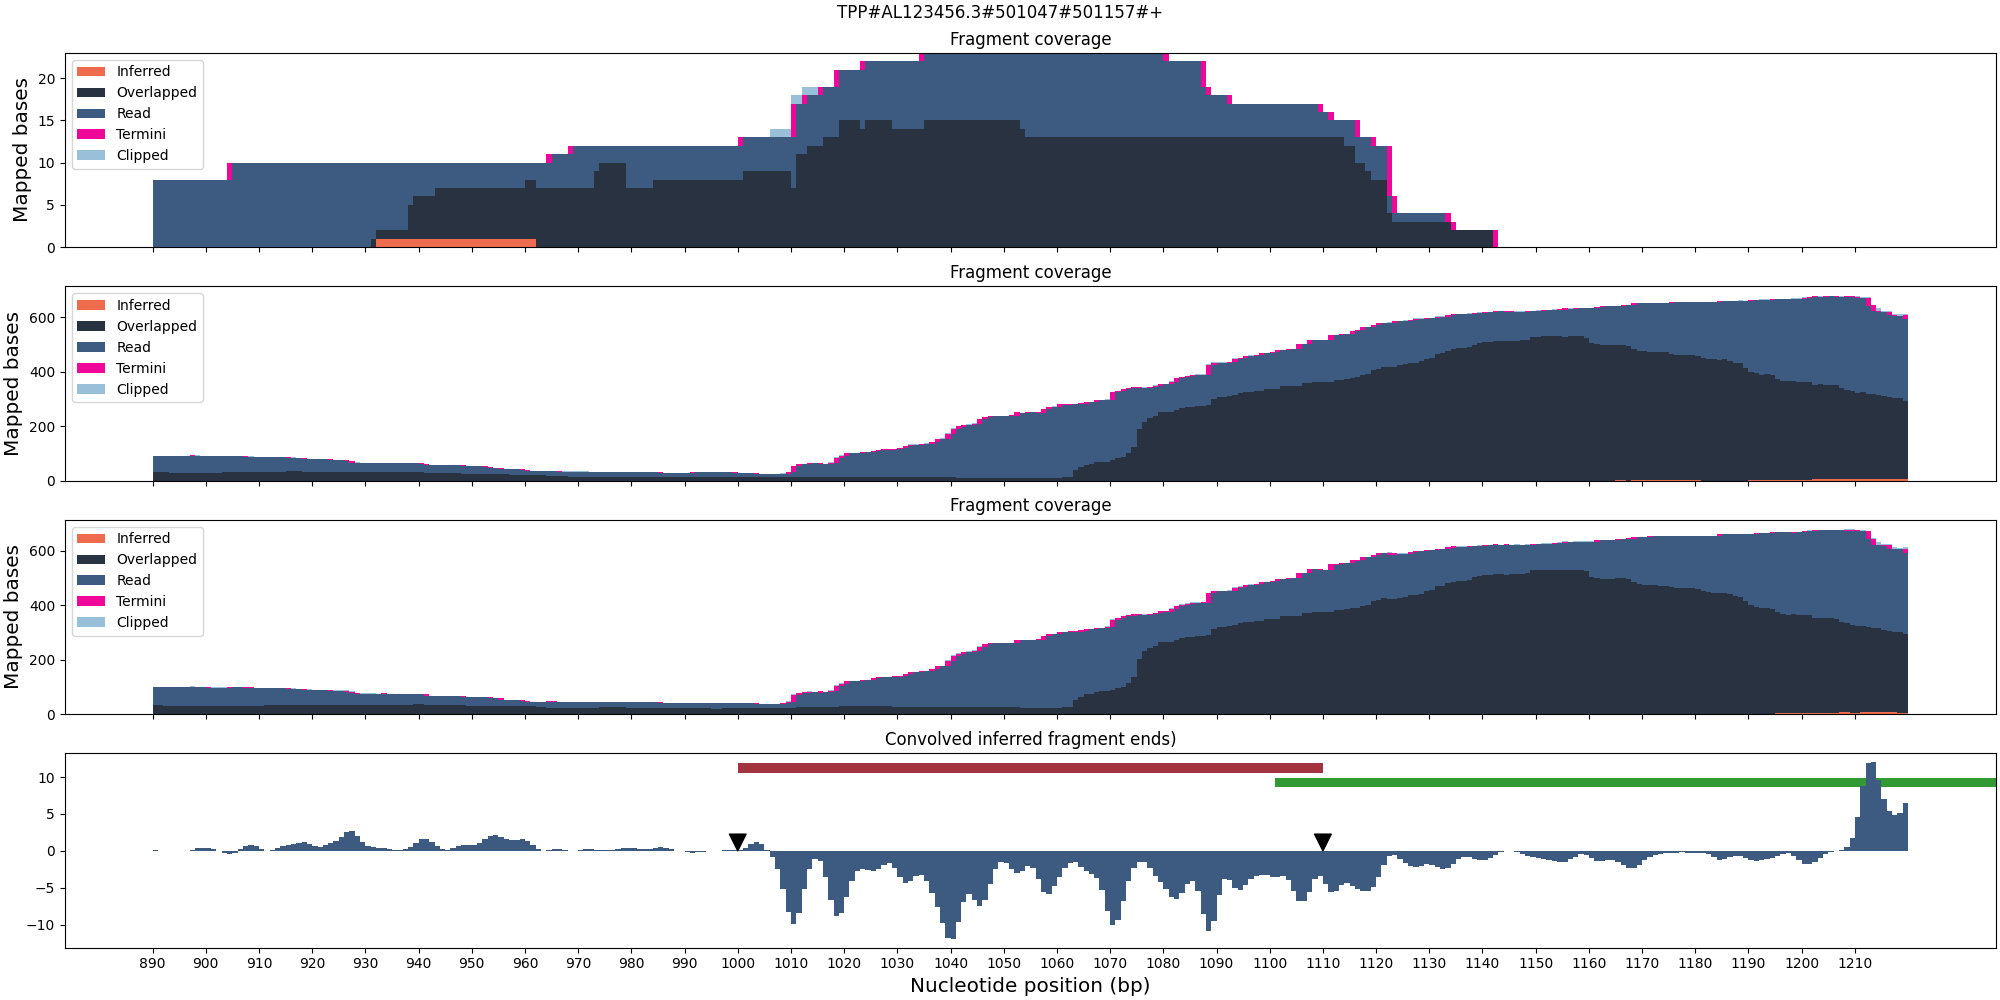 TPP#AL123456.3#501047#501157#+
Fragment coverage
Mapped bases
20
15
10
5
0
Inferred
Overlapped
Read
Termini
Clipped
Fragment coverage
Mapped bases
600
400
200
0
Inferred
Overlapped
Read
Termini
Clipped
Fragment coverage
Mapped bases
600
400
200
0
Inferred
Overlapped
Read
Termini
Clipped
Convolved inferred fragment ends)
10
5
0
−5
−10
890 900 910 920 930 940 950 960 970 980 990 1000 1010 1020 1030 1040 1050 1060 1070 1080 1090 1100 1110 1120 1130 1140 1150 1160 1170 1180 1190 1200 1210
Nucleotide position (bp)